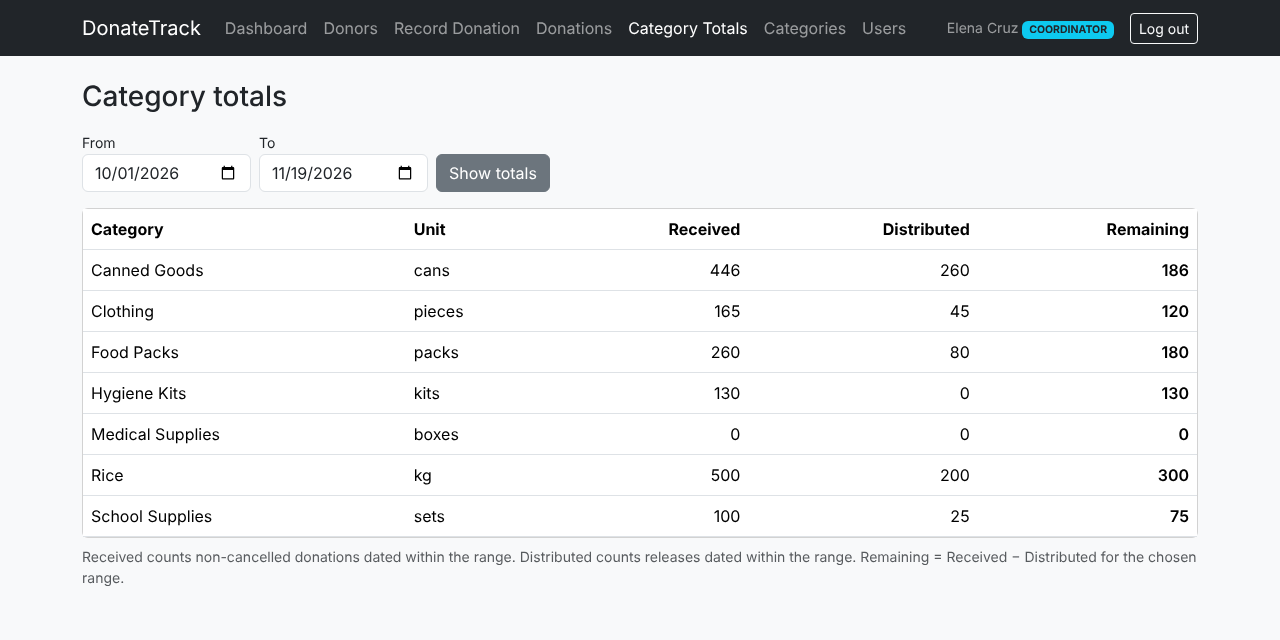 DonateTrack Dashboard Donors Record Donation Donations Category Totals Categories Users Elena Cruz COORDINATOR Log out
Category totals
From To
10/01/2026 11/19/2026 Show totals
Category Unit Received Distributed Remaining
Canned Goods cans 446 260 186
Clothing pieces 165 45 120
Food Packs packs 260 80 180
Hygiene Kits kits 130 0 130
Medical Supplies boxes 0 0 0
Rice kg 500 200 300
School Supplies sets 100 25 75
Received counts non-cancelled donations dated within the range. Distributed counts releases dated within the range. Remaining = Received − Distributed for the chosen
range.